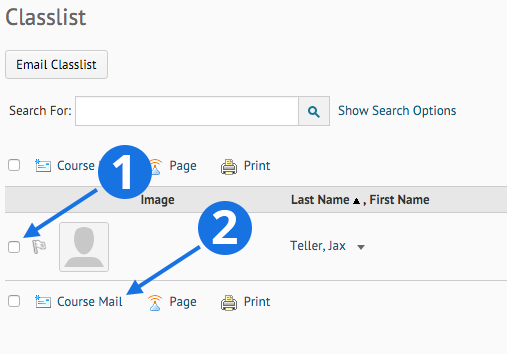 Classlist
Email Classlist
Search For: Show Search Options
Course 1 Page Print
Image Last Name ▲ , First Name
2
Teller, Jax
Course Mail Page Print